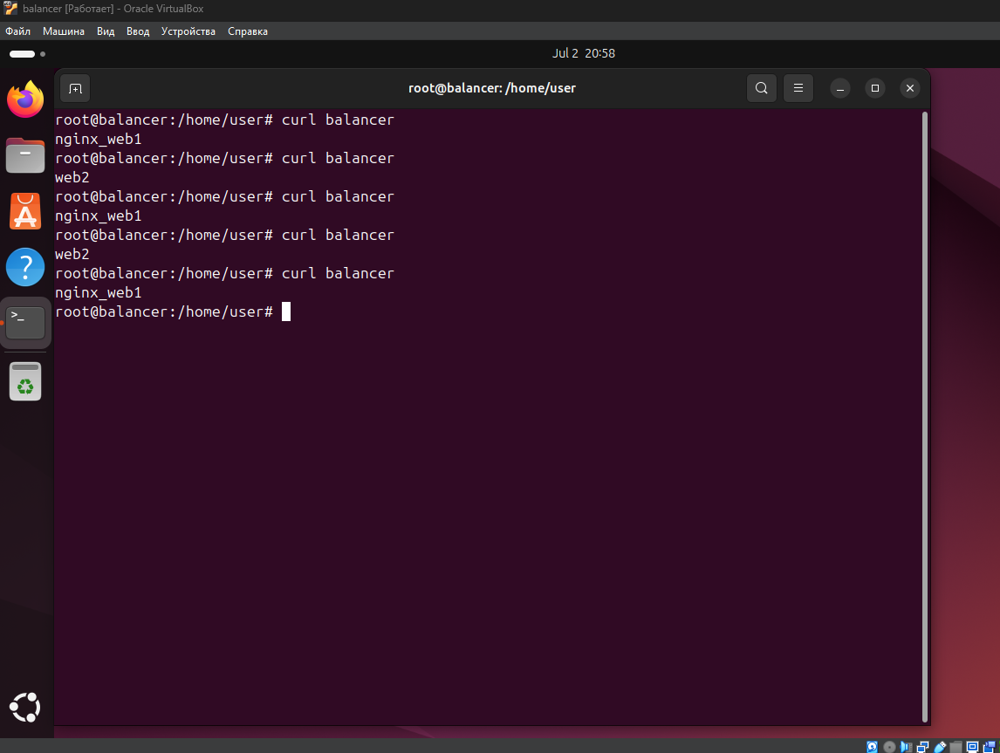 balancer [Работает] - Oracle VirtualBox
Файл Машина Вид Ввод Устройства Справка
Jul 2 20:58
root@balancer: /home/user
root@balancer:/home/user# curl balancer
nginx_web1
root@balancer:/home/user# curl balancer
web2
root@balancer:/home/user# curl balancer
nginx_web1
root@balancer:/home/user# curl balancer
web2
root@balancer:/home/user# curl balancer
nginx_web1
root@balancer:/home/user#